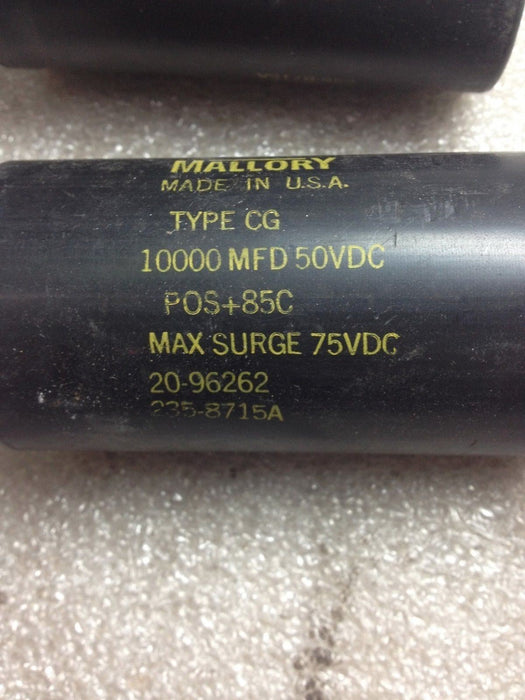 MALLORY
MADE IN U.S.A.
TYPE CG
10000 MFD 50VDC
POS+85C
MAX SURGE 75VDC
20-96262
235-8715A